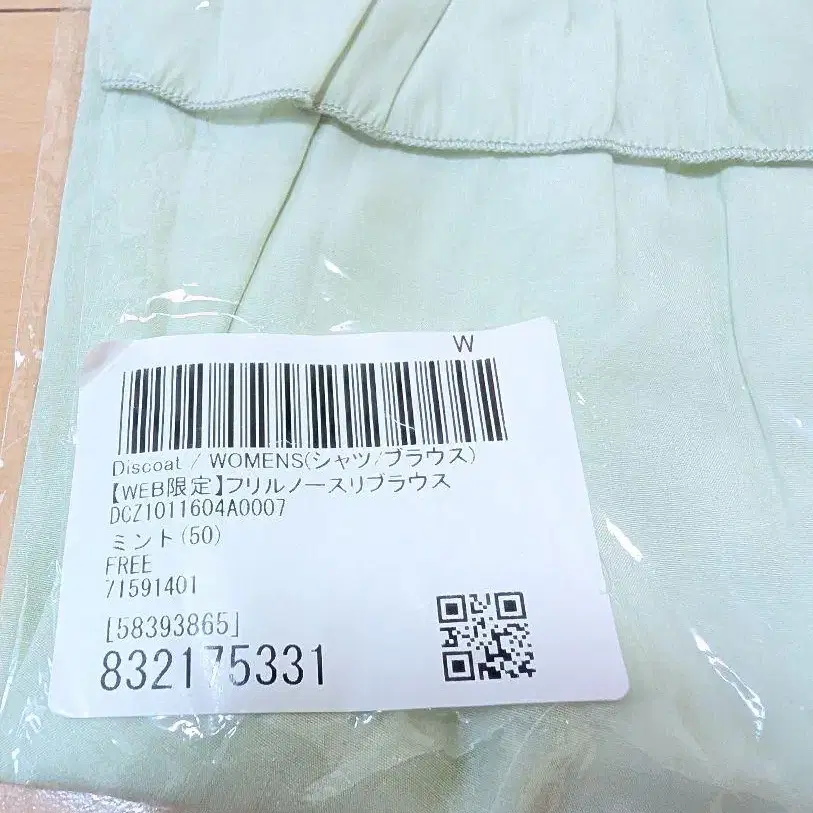 W
Discoat / WOMENS(シャツ/ブラウス)
【WEB限定】フリルノースリブラウス
DCZ1011604A0007
ミント(50)
FREE
71591401
[58393865]
832175331